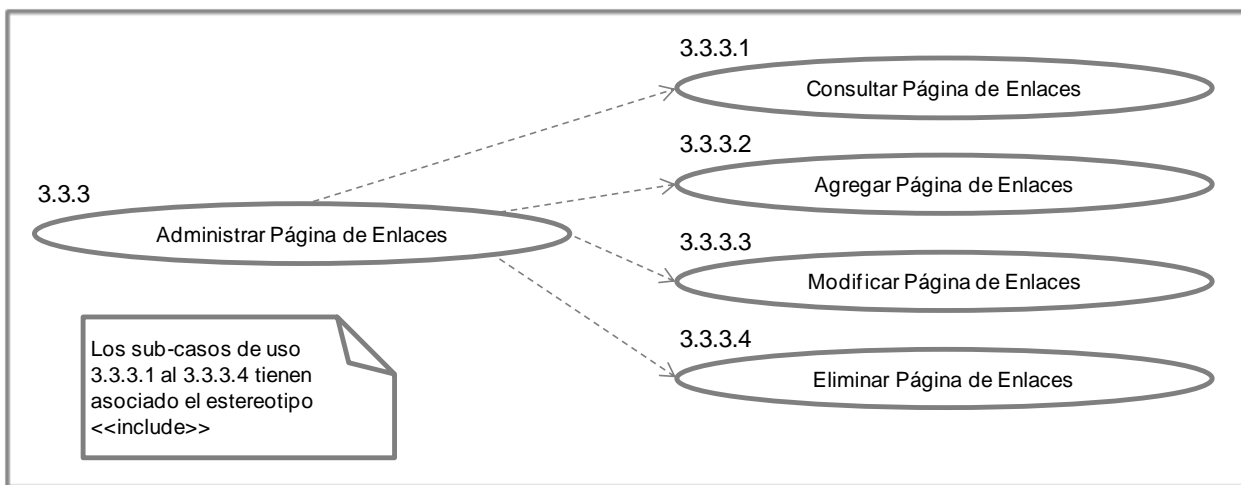 3.3.3.1
Consultar Página de Enlaces
3.3.3.2
Agregar Página de Enlaces
3.3.3
Administrar Página de Enlaces
3.3.3.3
Modificar Página de Enlaces
3.3.3.4
Eliminar Página de Enlaces
Los sub-casos de uso
3.3.3.1 al 3.3.3.4 tienen
asociado el estereotipo
<<include>>